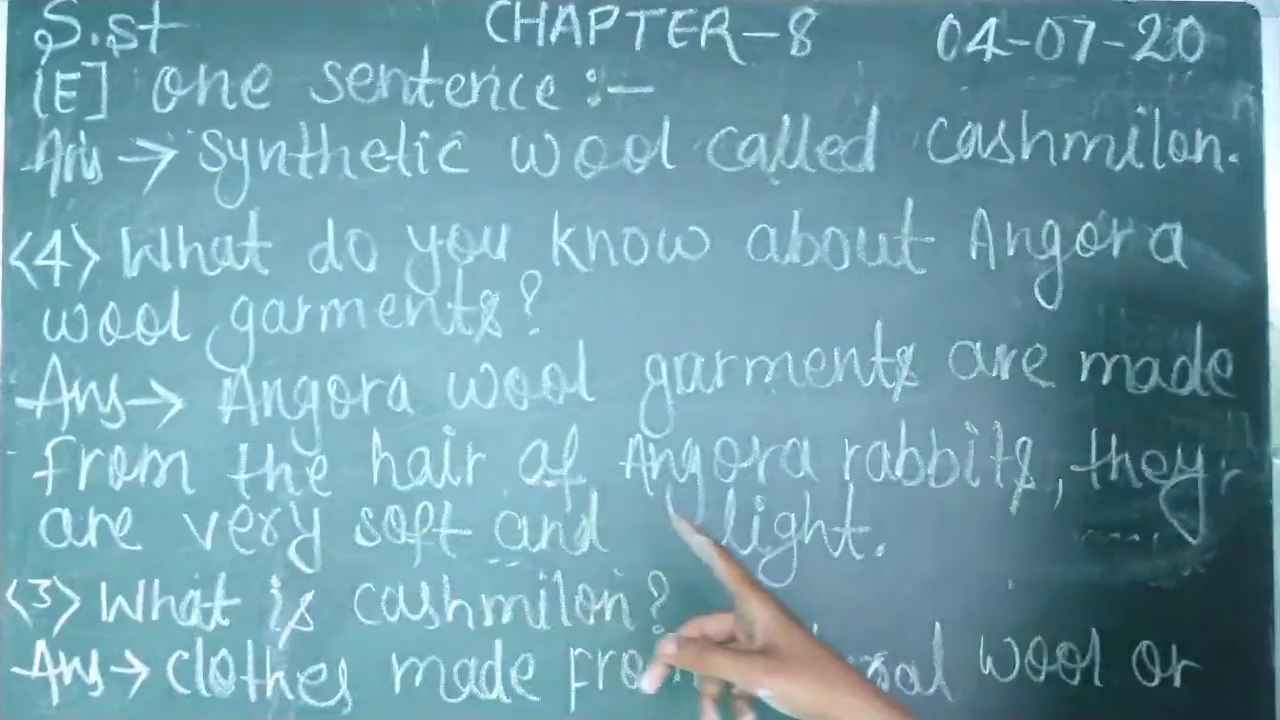 S.st CHAPTER-8 04-07-20
[E] one sentence :-
Ans → synthetic wool called cashmilon.
<4> What do you know about Angora
wool garments?
Ans → Angora wool garments are made
from the hair of Angora rabbits, they
are very soft and light.
<3> What is cashmilon?
Ans → clothes made wool or